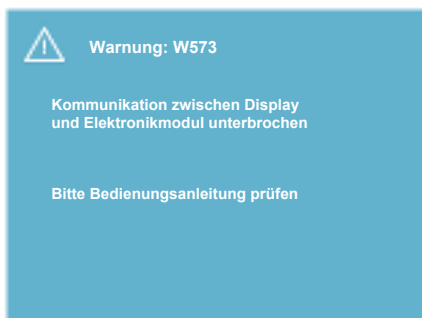 Warnung: W573
Kommunikation zwischen Display
und Elektronikmodul unterbrochen
Bitte Bedienungsanleitung prüfen